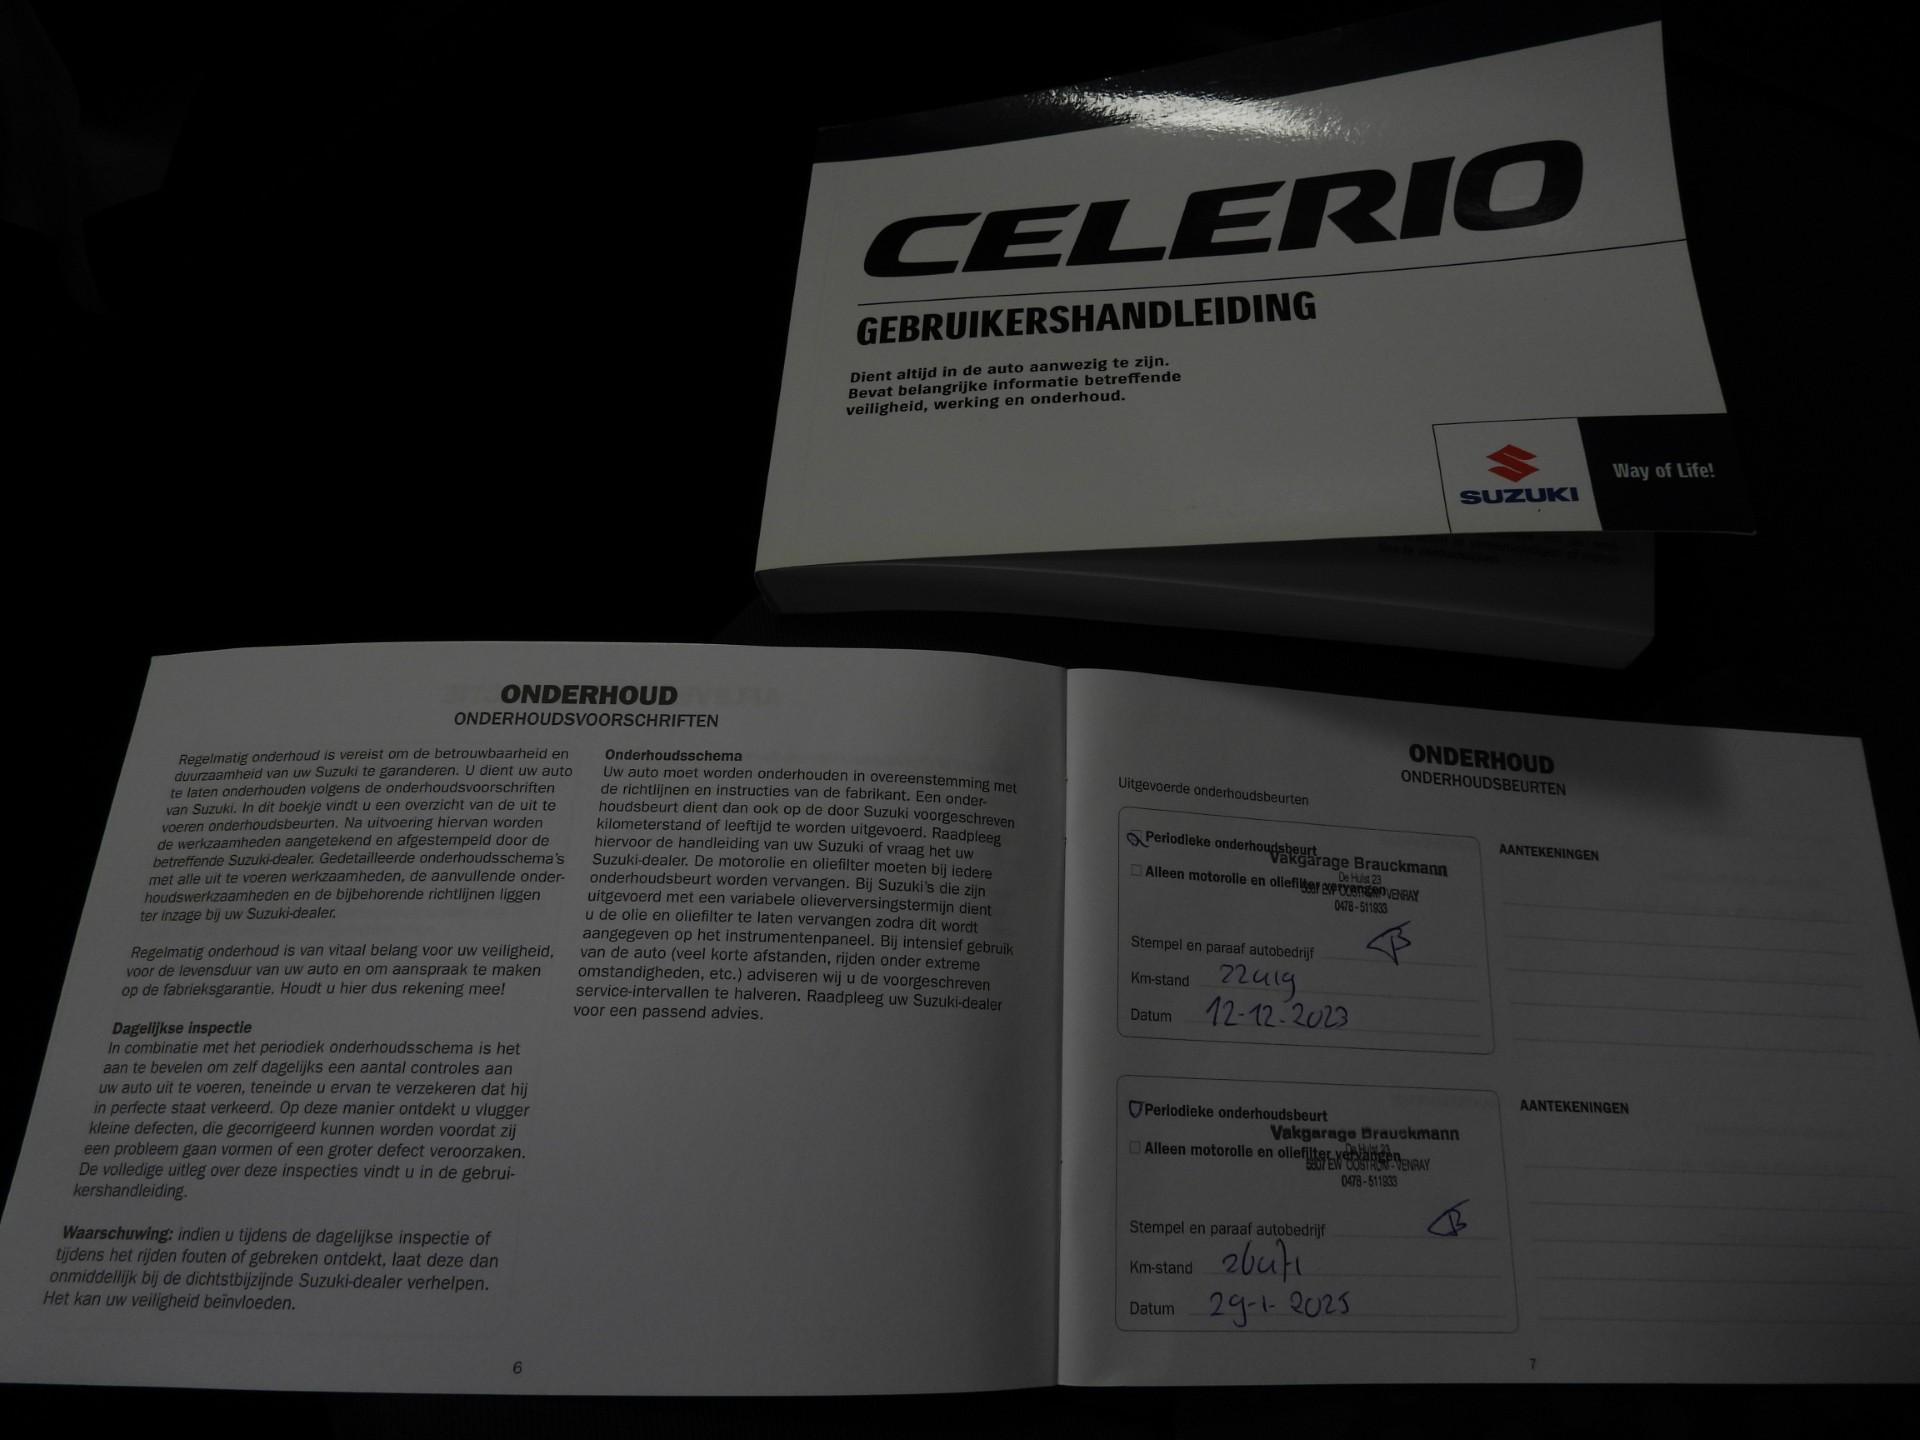 CELERIO
GEBRUIKERSHANDLEIDING
Dient altijd in de auto aanwezig te zijn.
Bevat belangrijke informatie betreffende
veiligheid, werking en onderhoud.
SUZUKI
Way of Life!
ONDERHOUD
ONDERHOUDSVOORSCHRIFTEN
Regelmatig onderhoud is vereist om de betrouwbaarheid en
duurzaamheid van uw Suzuki te garanderen. U dient uw auto
te laten onderhouden volgens de onderhoudsvoorschriften
van Suzuki. In dit boekje vindt u een overzicht van de uit te
voeren onderhoudsbeurten. Na uitvoering hiervan worden
de werkzaamheden aangetekend en afgestempeld door de
betreffende Suzuki-dealer. Gedetailleerde onderhoudsschema's
met alle uit te voeren werkzaamheden, de aanvullende onder-
houdswerkzaamheden en de bijbehorende richtlijnen liggen
ter inzage bij uw Suzuki-dealer.
Regelmatig onderhoud is van vitaal belang voor uw veiligheid,
voor de levensduur van uw auto en om aanspraak te maken
op de fabrieksgarantie. Houdt u hier dus rekening mee!
Dagelijkse inspectie
In combinatie met het periodiek onderhoudsschema is het
aan te bevelen om zelf dagelijks een aantal controles aan
uw auto uit te voeren, teneinde u ervan te verzekeren dat hij
in perfecte staat verkeerd. Op deze manier ontdekt u vlugger
kleine defecten, die gecorrigeerd kunnen worden voordat zij
een probleem gaan vormen of een groter defect veroorzaken.
De volledige uitleg over deze inspecties vindt u in de gebrui-
kershandleiding.
Waarschuwing: indien u tijdens de dagelijkse inspectie of
tijdens het rijden fouten of gebreken ontdekt, laat deze dan
onmiddellijk bij de dichtstbijzijnde Suzuki-dealer verhelpen.
Het kan uw veiligheid beïnvloeden.
Onderhoudsschema
Uw auto moet worden onderhouden in overeenstemming met
de richtlijnen en instructies van de fabrikant. Een onder-
houdsbeurt dient dan ook op de door Suzuki voorgeschreven
kilometerstand of leeftijd te worden uitgevoerd. Raadpleeg
hiervoor de handleiding van uw Suzuki of vraag het uw
Suzuki-dealer. De motorolie en oliefilter moeten bij iedere
onderhoudsbeurt worden vervangen. Bij Suzuki's die zijn
uitgevoerd met een variabele olieverversingstermijn dient
u de olie en oliefilter te laten vervangen zodra dit wordt
aangegeven op het instrumentenpaneel. Bij intensief gebruik
van de auto (veel korte afstanden, rijden onder extreme
omstandigheden, etc.) adviseren wij u de voorgeschreven
service-intervallen te halveren. Raadpleeg uw Suzuki-dealer
voor een passend advies.
6
ONDERHOUD
ONDERHOUDSBEURTEN
Uitgevoerde onderhoudsbeurten
Periodieke onderhoudsbeurt
Vakgarage Brauckmann
De Hulst 23
Alleen motorolie en oliefilter vervangen
5807 EW OOSTRUM - VENRAY
0478 - 511933
Stempel en paraaf autobedrijf
Km-stand
Datum 12-12-2023
AANTEKENINGEN
Periodieke onderhoudsbeurt
Vakgarage Brauckmann
De Hulst 23
Alleen motorolie en oliefilter vervangen
5807 EW OOSTRUM - VENRAY
0478 - 511933
Stempel en paraaf autobedrijf
Km-stand
Datum 29-1-2025
AANTEKENINGEN
7